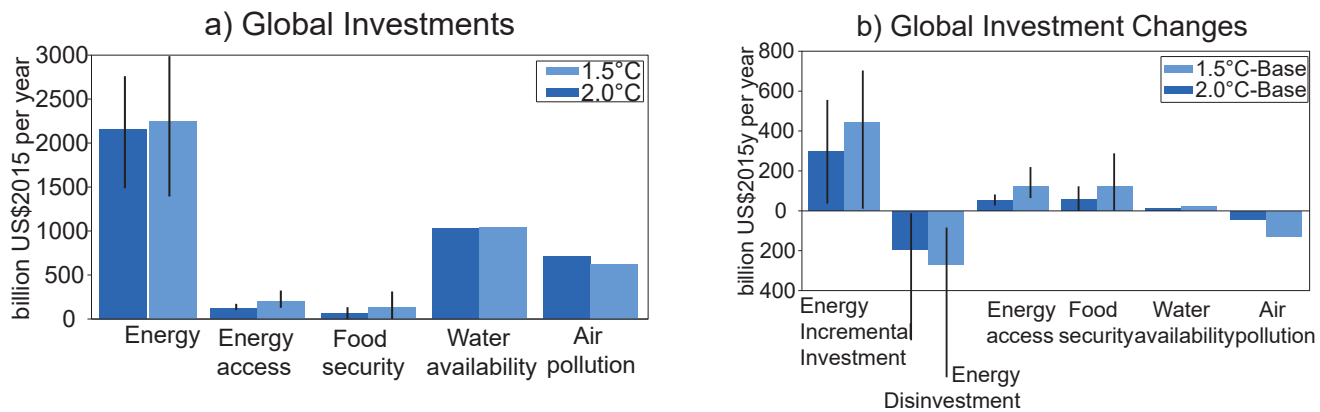 a) Global Investments
billion US$2015 per year
3000
2500
2000
1500
1000
500
0
1.5°C
2.0°C
Energy
Energy
access
Food
security
Water
availability
Air
pollution
b) Global Investment Changes
billion US$2015y per year
800
600
400
200
0
200
400
1.5°C-Base
2.0°C-Base
Energy
Incremental
Investment
Energy
Disinvestment
Energy
access
Food
security
Water
availability
Air
pollution